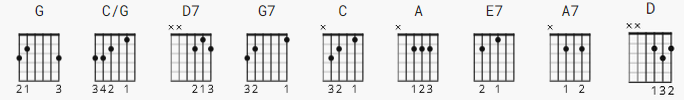 G C/G D7 G7 C A E7 A7 D
x x x x x x x x
21 3 342 1 213 32 1 32 1 123 2 1 1 2 132